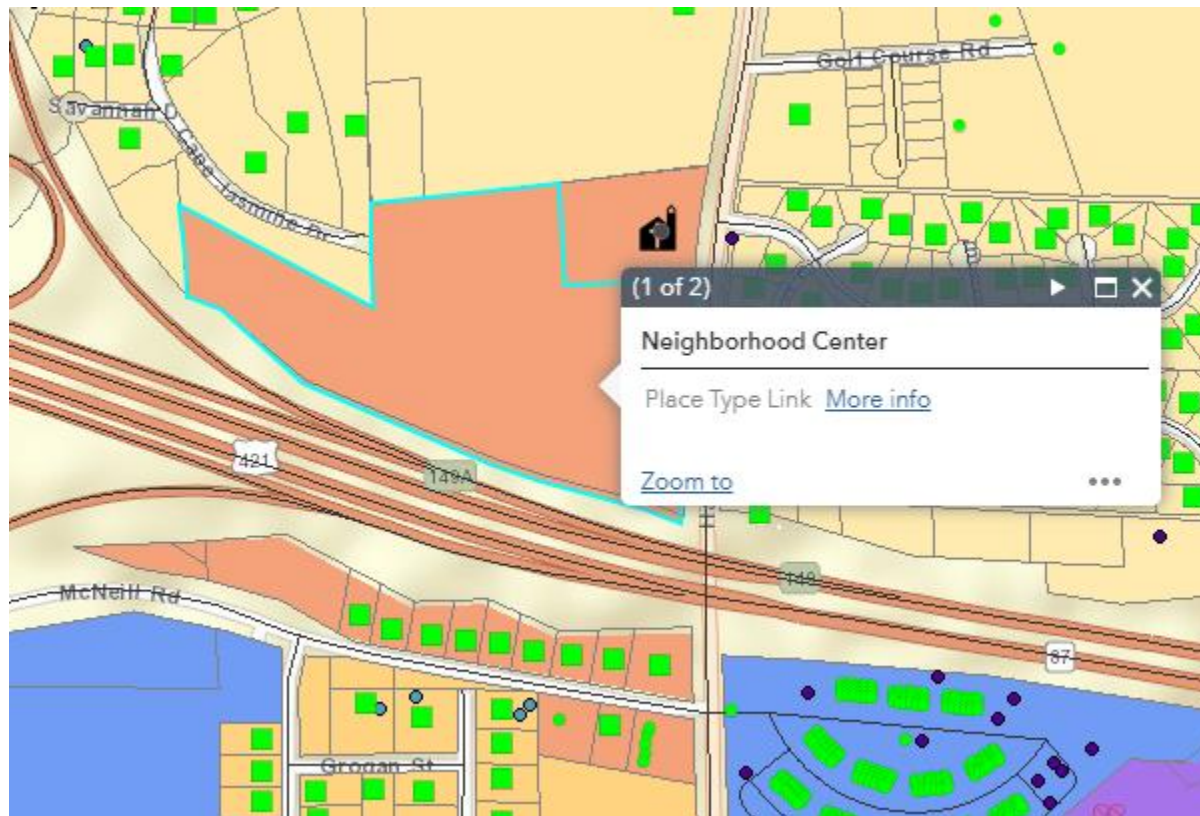 Golf Course Rd
Savannah D
Cape Jasmine Dr
(1 of 2)
Neighborhood Center
Place Type Link More info
Zoom to
421
149A
149
McNeill Rd
87
Grogan St